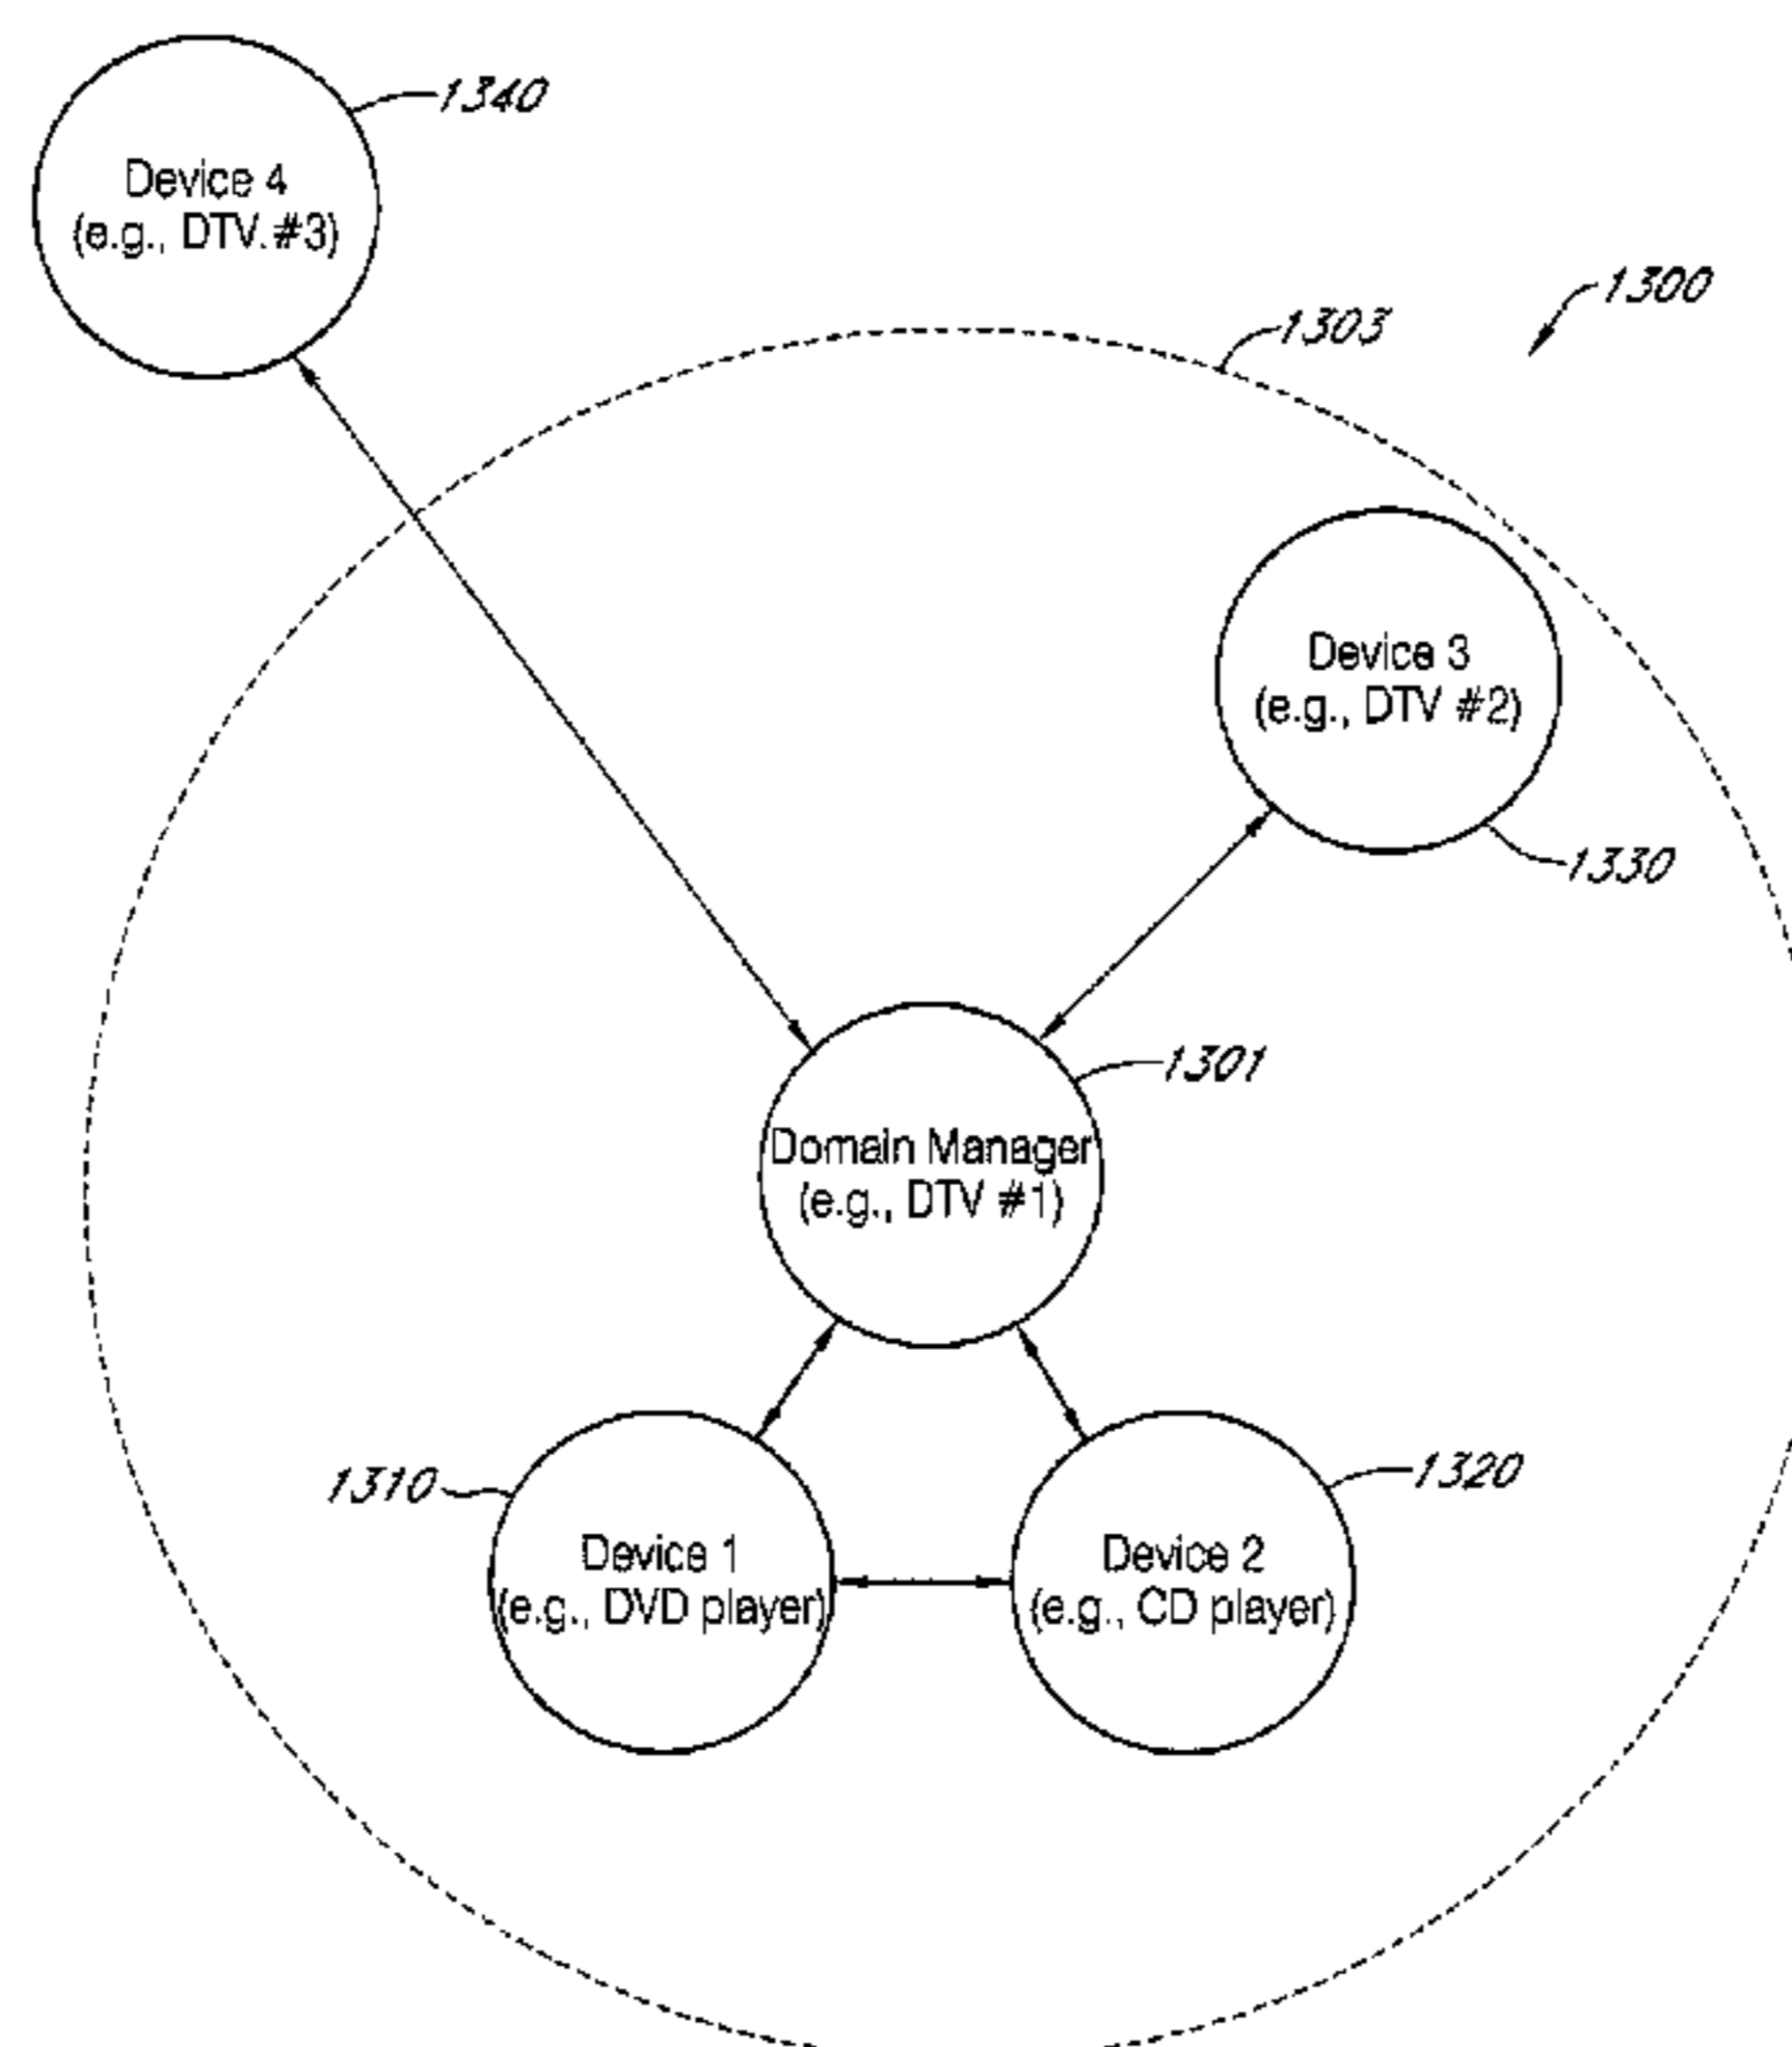 1340
Device 4
(e.g., DTV.#3)
1300
1303
Device 3
(e.g., DTV #2)
1330
1301
Domain Manager
(e.g., DTV #1)
1310
1320
Device 1
(e.g., DVD player)
Device 2
(e.g., CD player)